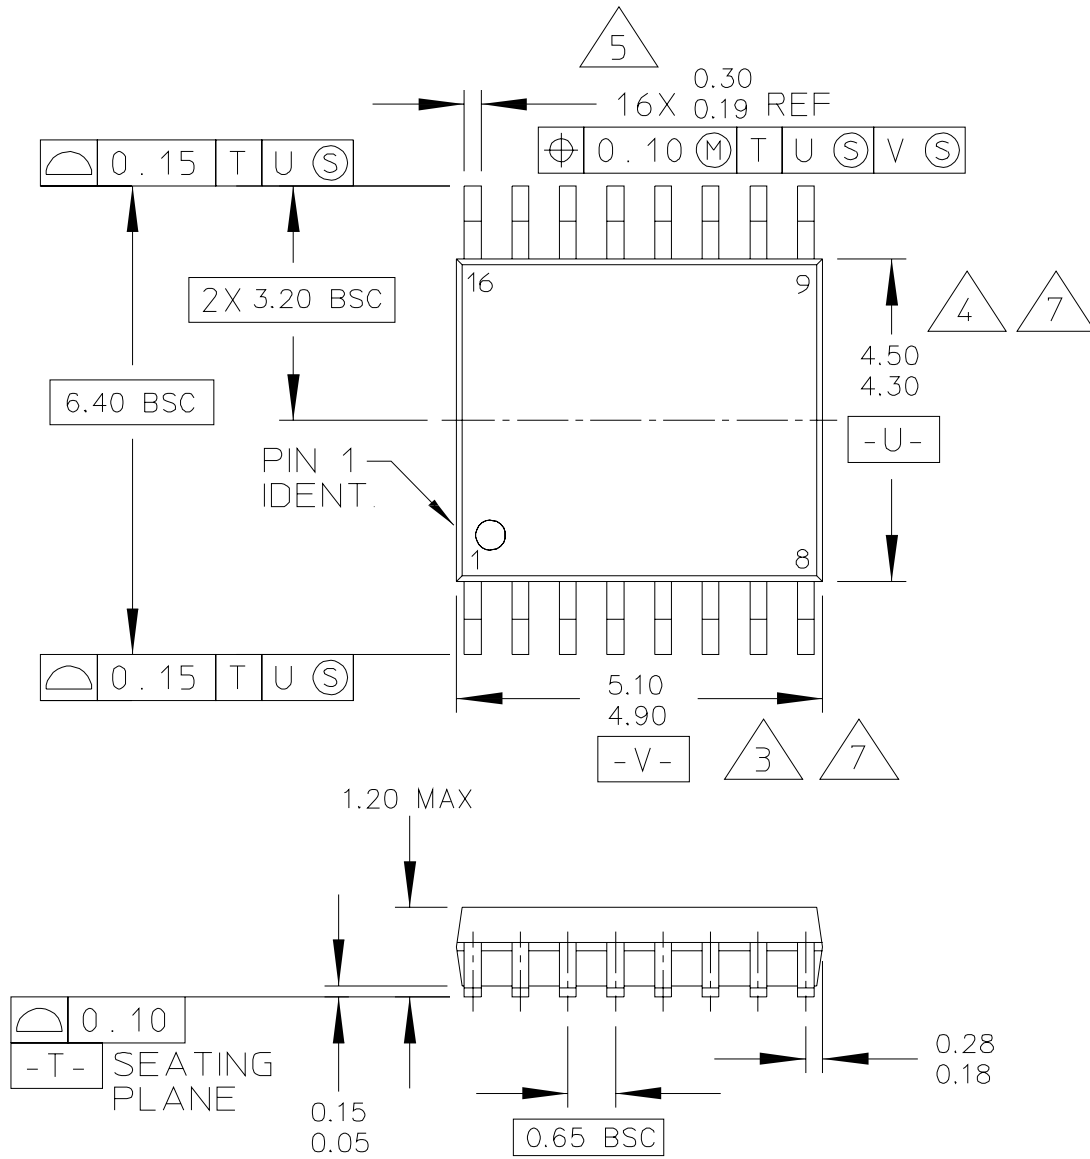 5
0.30
16X 0.19 REF
0.10 Ⓜ T U Ⓢ V Ⓢ
0.15 T U Ⓢ
16 9
2X 3.20 BSC
4 7
4.50
4.30
6.40 BSC
-U-
PIN 1
IDENT.
1 8
0.15 T U Ⓢ
5.10
4.90
-V- 3 7
1.20 MAX
0.10
-T- SEATING
PLANE
0.28
0.18
0.15
0.05
0.65 BSC